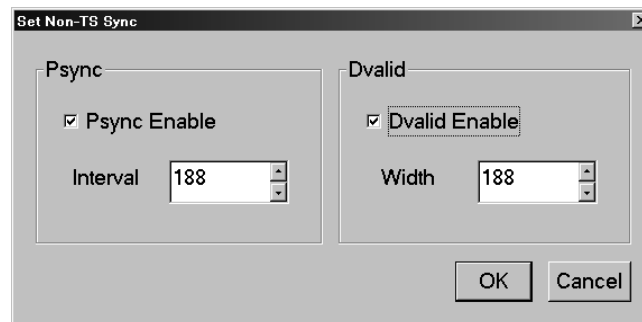 Set Non-TS Sync
Psync
Psync Enable
Interval 188
Dvalid
Dvalid Enable
Width 188
OK Cancel